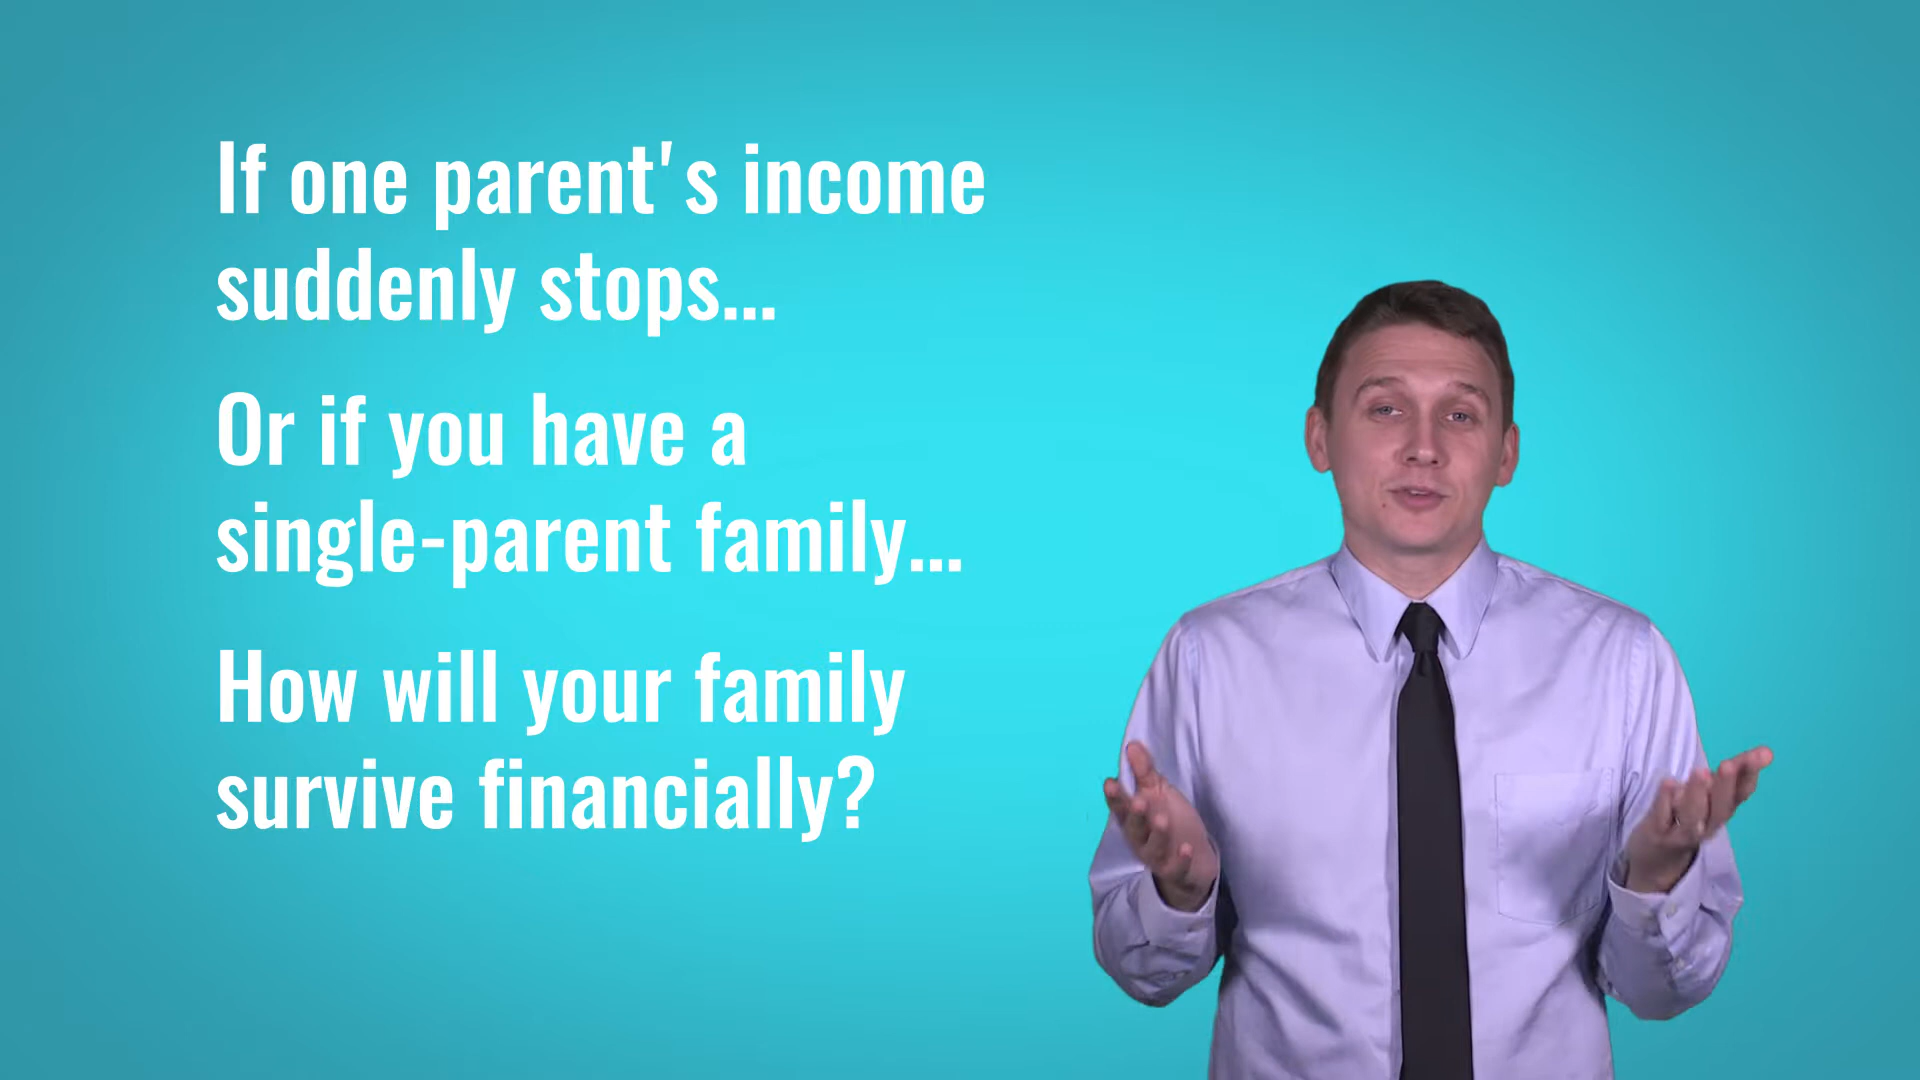 If one parent's income
suddenly stops...
Or if you have a
single-parent family...
How will your family
survive financially?